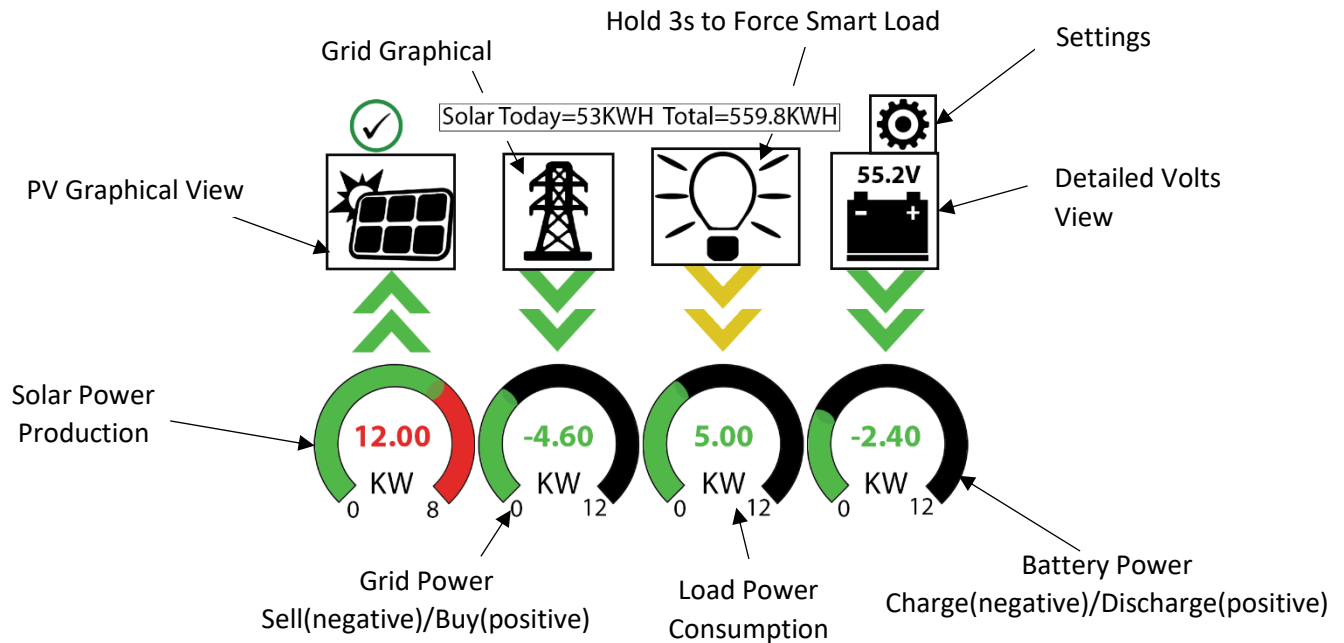 Hold 3s to Force Smart Load
Grid Graphical
Settings
Solar Today=53KWH Total=559.8KWH
PV Graphical View
55.2V
- +
Detailed Volts
View
Solar Power
Production
12.00
KW
0 8
-4.60
KW
0 12
5.00
KW
0 12
-2.40
KW
0 12
Grid Power
Sell(negative)/Buy(positive)
Load Power
Consumption
Battery Power
Charge(negative)/Discharge(positive)